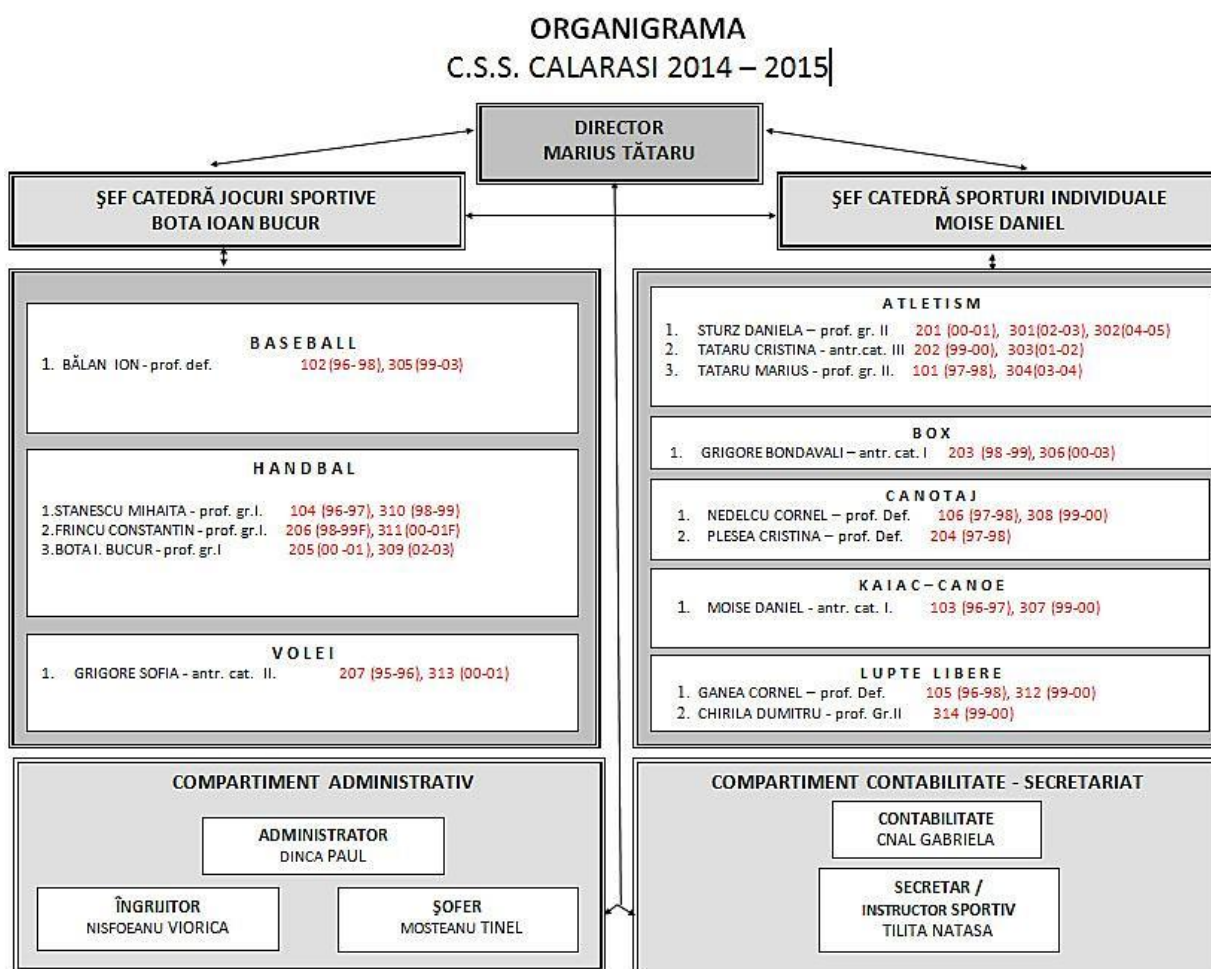 ORGANIGRAMA
C.S.S. CALARASI 2014 – 2015
DIRECTOR
MARIUS TĂTARU
ŞEF CATEDRĂ JOCURI SPORTIVE
BOTA IOAN BUCUR
ŞEF CATEDRĂ SPORTURI INDIVIDUALE
MOISE DANIEL
BASEBALL
1. BĂLAN ION - prof. def. 102 (96-98), 305 (99-03)
HANDBAL
1.STANESCU MIHAITA - prof. gr.I. 104 (96-97), 310 (98-99)
2.FRINCU CONSTANTIN - prof. gr.I. 206 (98-99F), 311(00-01F)
3.BOTA I. BUCUR - prof. gr.I 205 (00-01), 309 (02-03)
VOLEI
1. GRIGORE SOFIA - antr. cat. II. 207 (95-96), 313 (00-01)
ATLETISM
1. STURZ DANIELA – prof. gr. II 201 (00-01), 301(02-03), 302(04-05)
2. TATARU CRISTINA - antr.cat. III 202 (99-00), 303(01-02)
3. TATARU MARIUS - prof. gr. II. 101 (97-98), 304(03-04)
BOX
1. GRIGORE BONDAVALI – antr. cat. I 203 (98-99), 306(00-03)
CANOTAJ
1. NEDELCU CORNEL – prof. Def. 106 (97-98), 308 (99-00)
2. PLESEA CRISTINA – prof. Def. 204 (97-98)
KAIAC–CANOE
1. MOISE DANIEL - antr. cat. I. 103 (96-97), 307 (99-00)
LUPTE LIBERE
1. GANEA CORNEL – prof. Def. 105 (96-98), 312 (99-00)
2. CHIRILA DUMITRU - prof. Gr.II 314 (99-00)
COMPARTIMENT ADMINISTRATIV
ADMINISTRATOR
DINCA PAUL
ÎNGRIJITOR
NISFOEANU VIORICA
ŞOFER
MOSTEANU TINEL
COMPARTIMENT CONTABILITATE - SECRETARIAT
CONTABILITATE
CNAL GABRIELA
SECRETAR /
INSTRUCTOR SPORTIV
TILITA NATASA